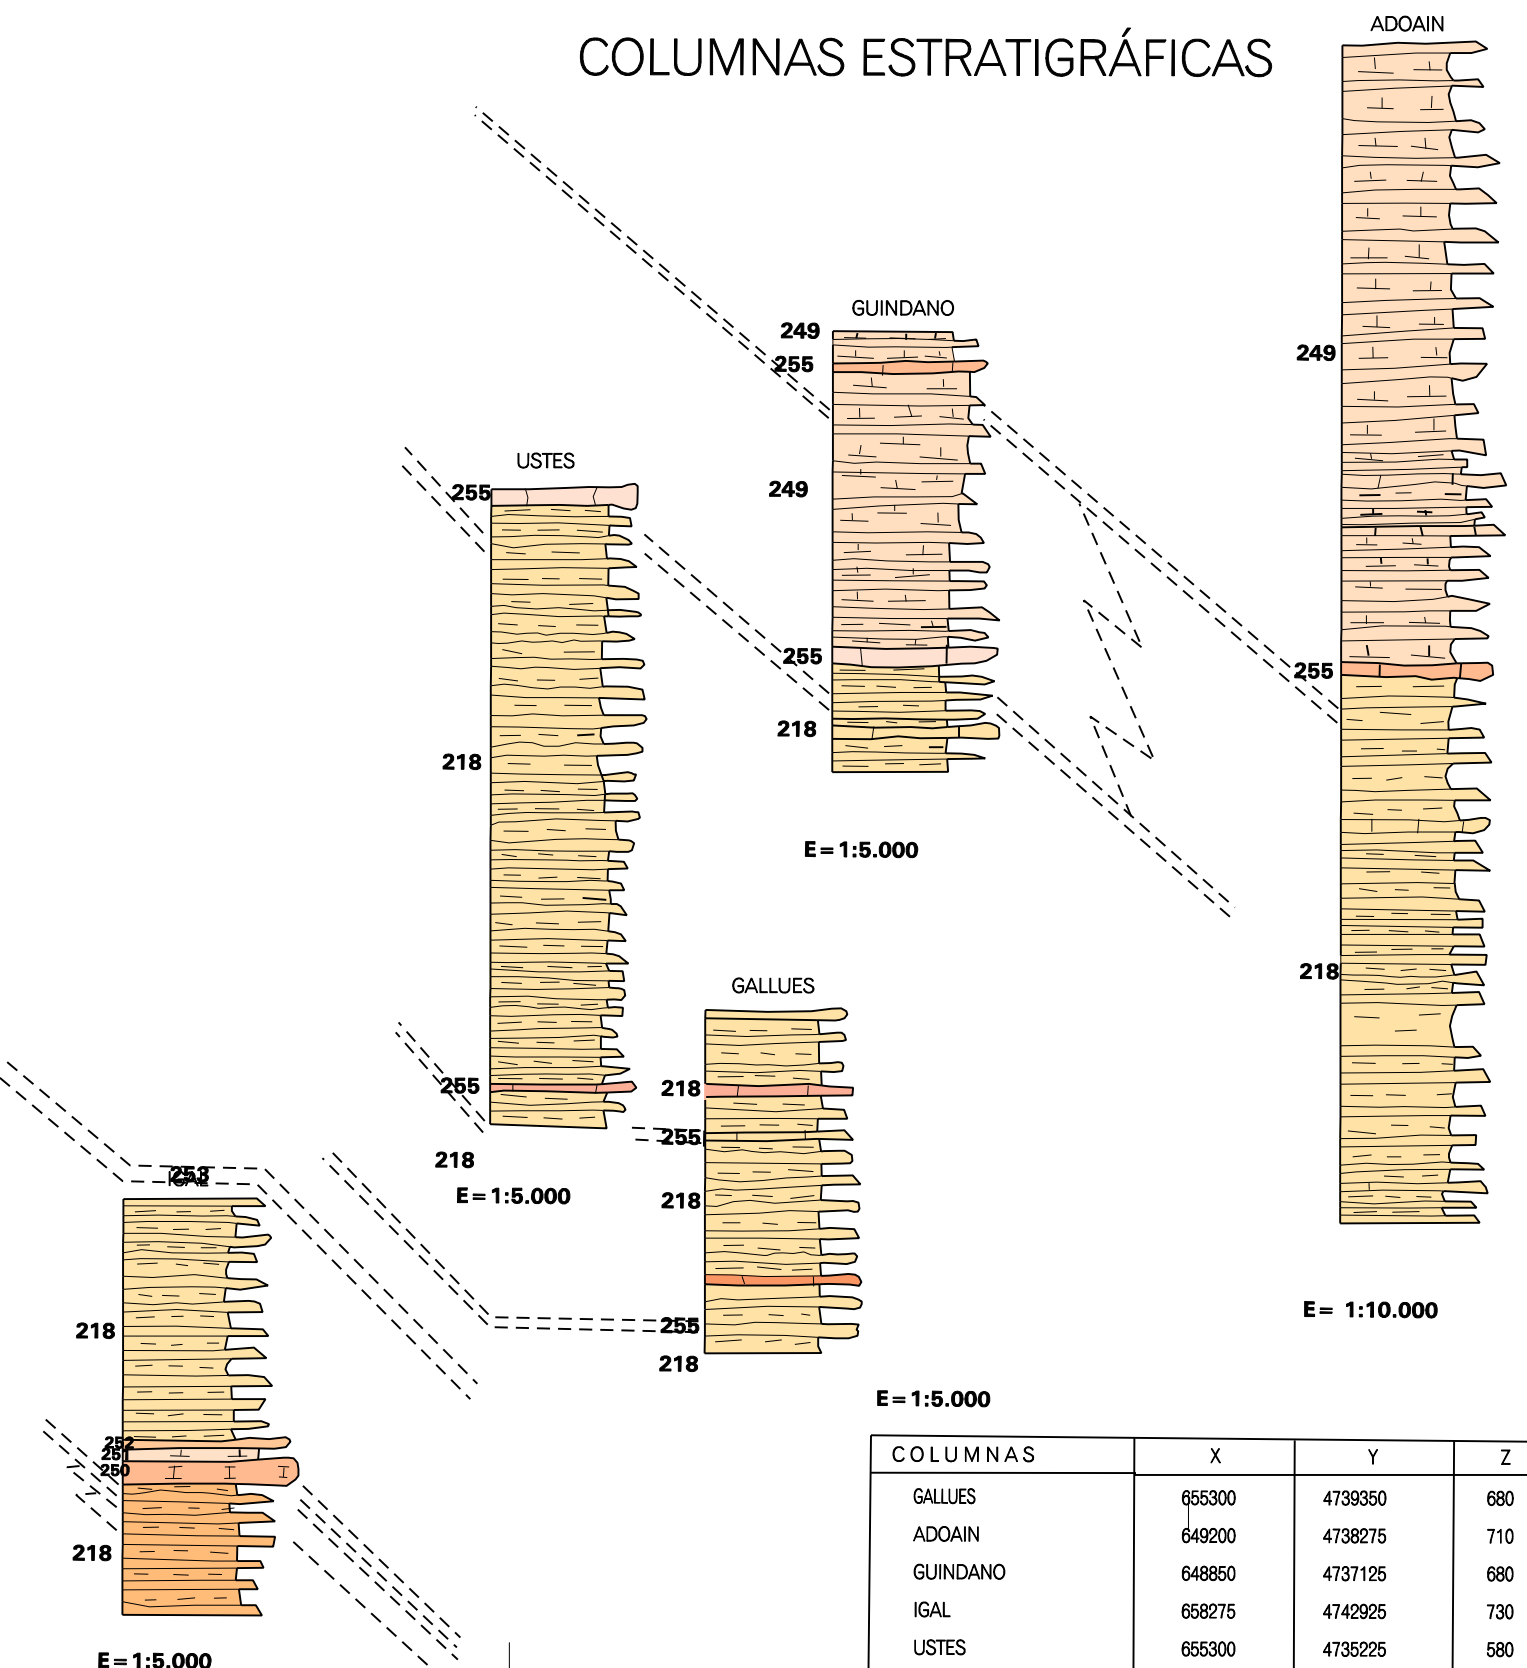 ADOAIN
COLUMNAS ESTRATIGRÁFICAS
GUINDANO
249
249
255
USTES
249
255
255
255
218
218
E = 1:5.000
218
GALLUES
255
218
255
218
253
IGAL
E = 1:5.000
218
E = 1:10.000
218
255
218
E = 1:5.000
252
251
250
218
E = 1:5.000
COLUMNAS X Y Z
GALLUES 655300 4739350 680
ADOAIN 649200 4738275 710
GUINDANO 648850 4737125 680
IGAL 658275 4742925 730
USTES 655300 4735225 580